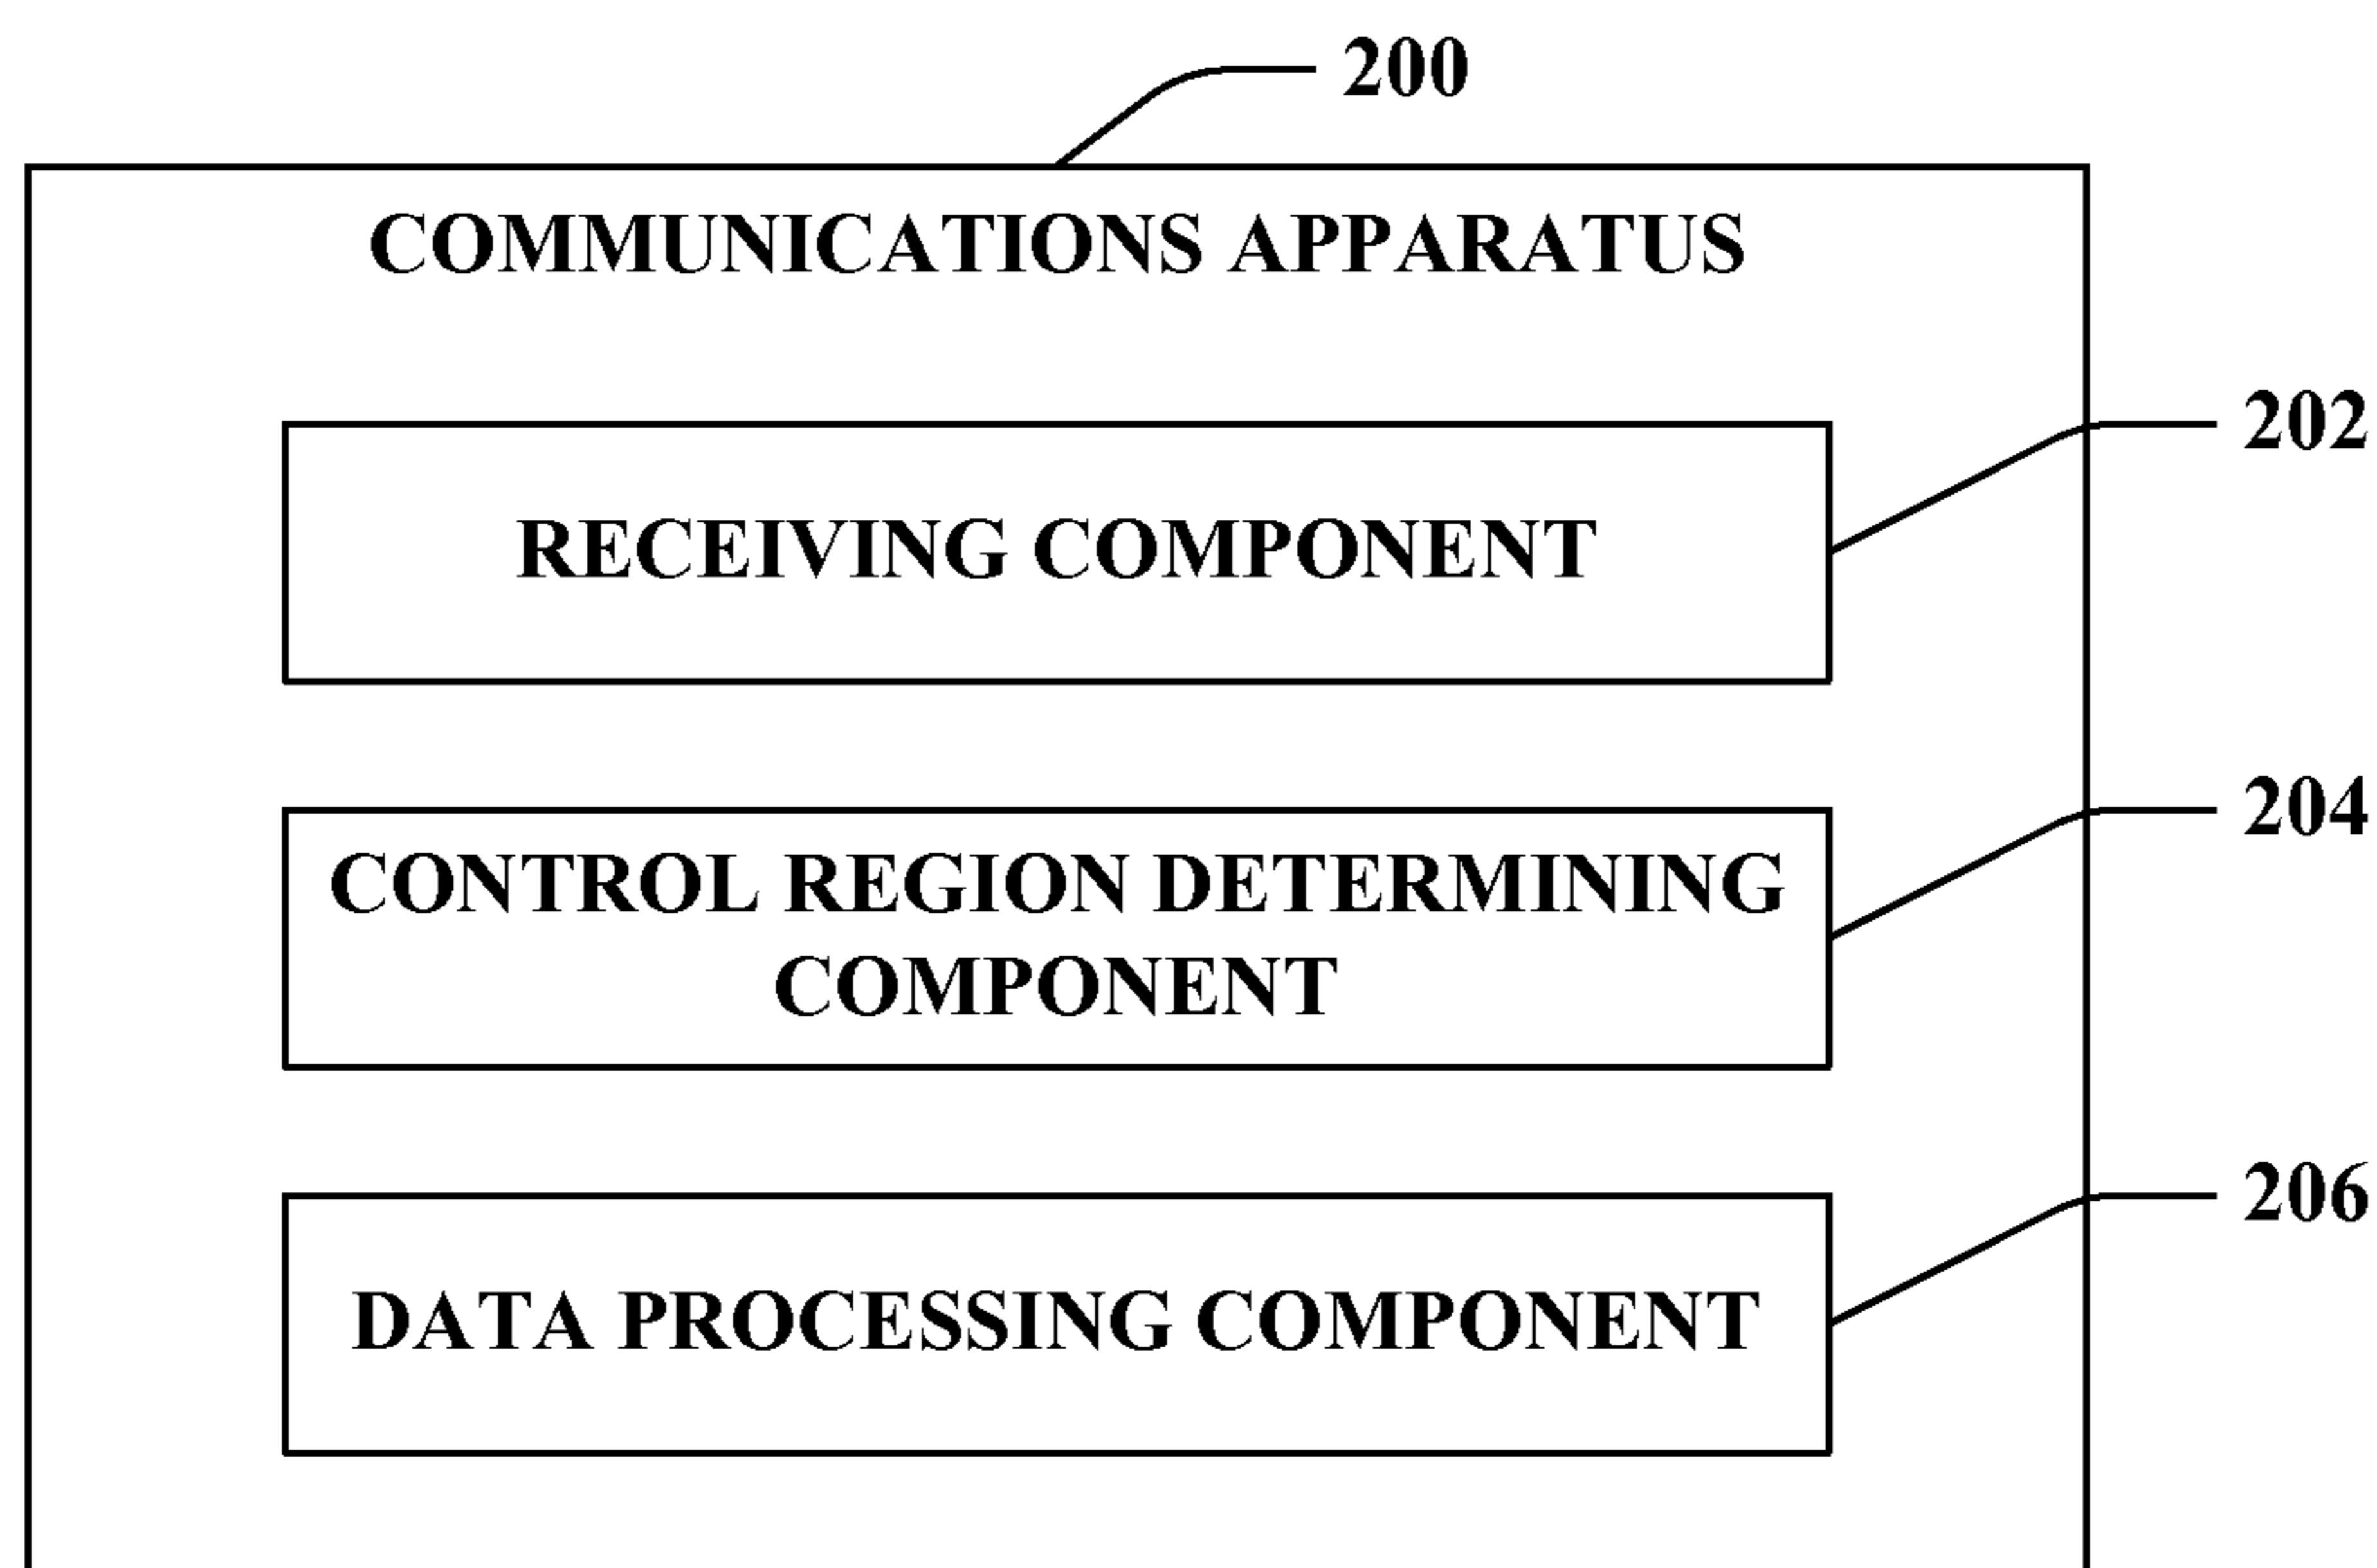 200
COMMUNICATIONS APPARATUS
202
RECEIVING COMPONENT
204
CONTROL REGION DETERMINING
COMPONENT
206
DATA PROCESSING COMPONENT